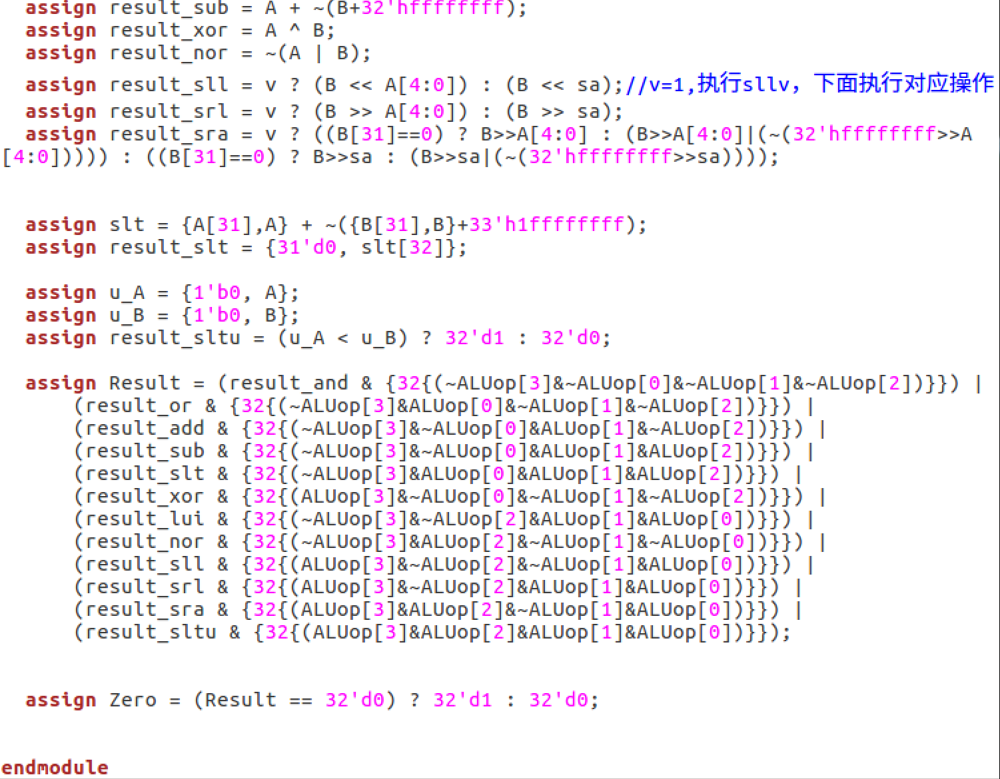 assign result_sub = A + ~(B+32'hffffffff);
assign result_xor = A ^ B;
assign result_nor = ~(A | B);
assign result_sll = v ? (B << A[4:0]) : (B << sa);//v=1,执行sllv，下面执行对应操作
assign result_srl = v ? (B >> A[4:0]) : (B >> sa);
assign result_sra = v ? ((B[31]==0) ? B>>A[4:0] : (B>>A[4:0]|(~(32'hffffffff>>A
[4:0])))) : ((B[31]==0) ? B>>sa : (B>>sa|(~(32'hffffffff>>sa))));
assign slt = {A[31],A} + ~({B[31],B}+33'h1ffffffff);
assign result_slt = {31'd0, slt[32]};
assign u_A = {1'b0, A};
assign u_B = {1'b0, B};
assign result_sltu = (u_A < u_B) ? 32'd1 : 32'd0;
assign Result = (result_and & {32{(~ALUop[3]&~ALUop[0]&~ALUop[1]&~ALUop[2])}}) |
(result_or & {32{(~ALUop[3]&ALUop[0]&~ALUop[1]&~ALUop[2])}}) |
(result_add & {32{(~ALUop[3]&~ALUop[0]&ALUop[1]&~ALUop[2])}}) |
(result_sub & {32{(~ALUop[3]&~ALUop[0]&ALUop[1]&ALUop[2])}}) |
(result_slt & {32{(~ALUop[3]&ALUop[0]&ALUop[1]&ALUop[2])}}) |
(result_xor & {32{(ALUop[3]&~ALUop[0]&~ALUop[1]&~ALUop[2])}}) |
(result_lui & {32{(~ALUop[3]&~ALUop[2]&ALUop[1]&ALUop[0])}}) |
(result_nor & {32{(~ALUop[3]&ALUop[2]&~ALUop[1]&~ALUop[0])}}) |
(result_sll & {32{(ALUop[3]&~ALUop[2]&~ALUop[1]&ALUop[0])}}) |
(result_srl & {32{(ALUop[3]&~ALUop[2]&ALUop[1]&ALUop[0])}}) |
(result_sra & {32{(ALUop[3]&ALUop[2]&~ALUop[1]&ALUop[0])}}) |
(result_sltu & {32{(ALUop[3]&ALUop[2]&ALUop[1]&ALUop[0])}});
assign Zero = (Result == 32'd0) ? 32'd1 : 32'd0;
endmodule